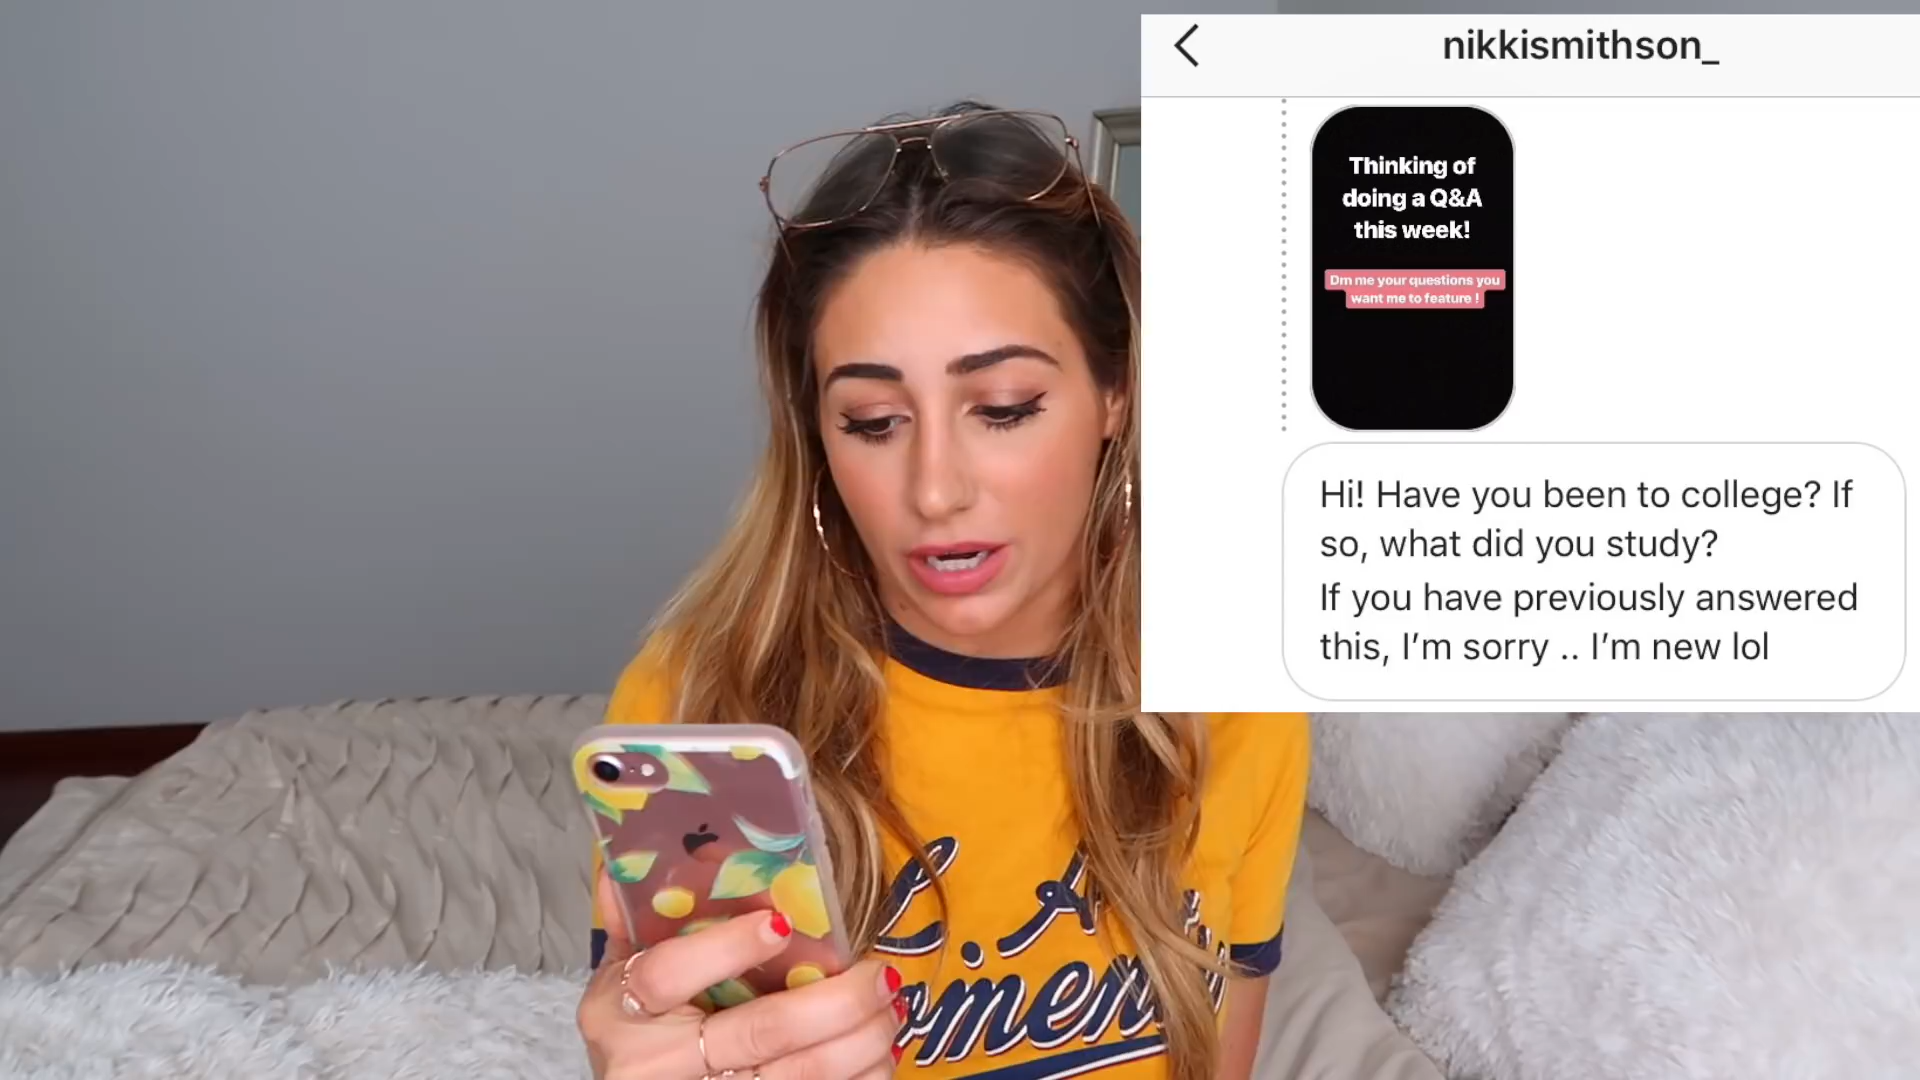 nikkismithson_
Thinking of
doing a Q&A
this week!
Dm me your questions you
want me to feature !
Hi! Have you been to college? If
so, what did you study?
If you have previously answered
this, I'm sorry .. I'm new lol
L.A.